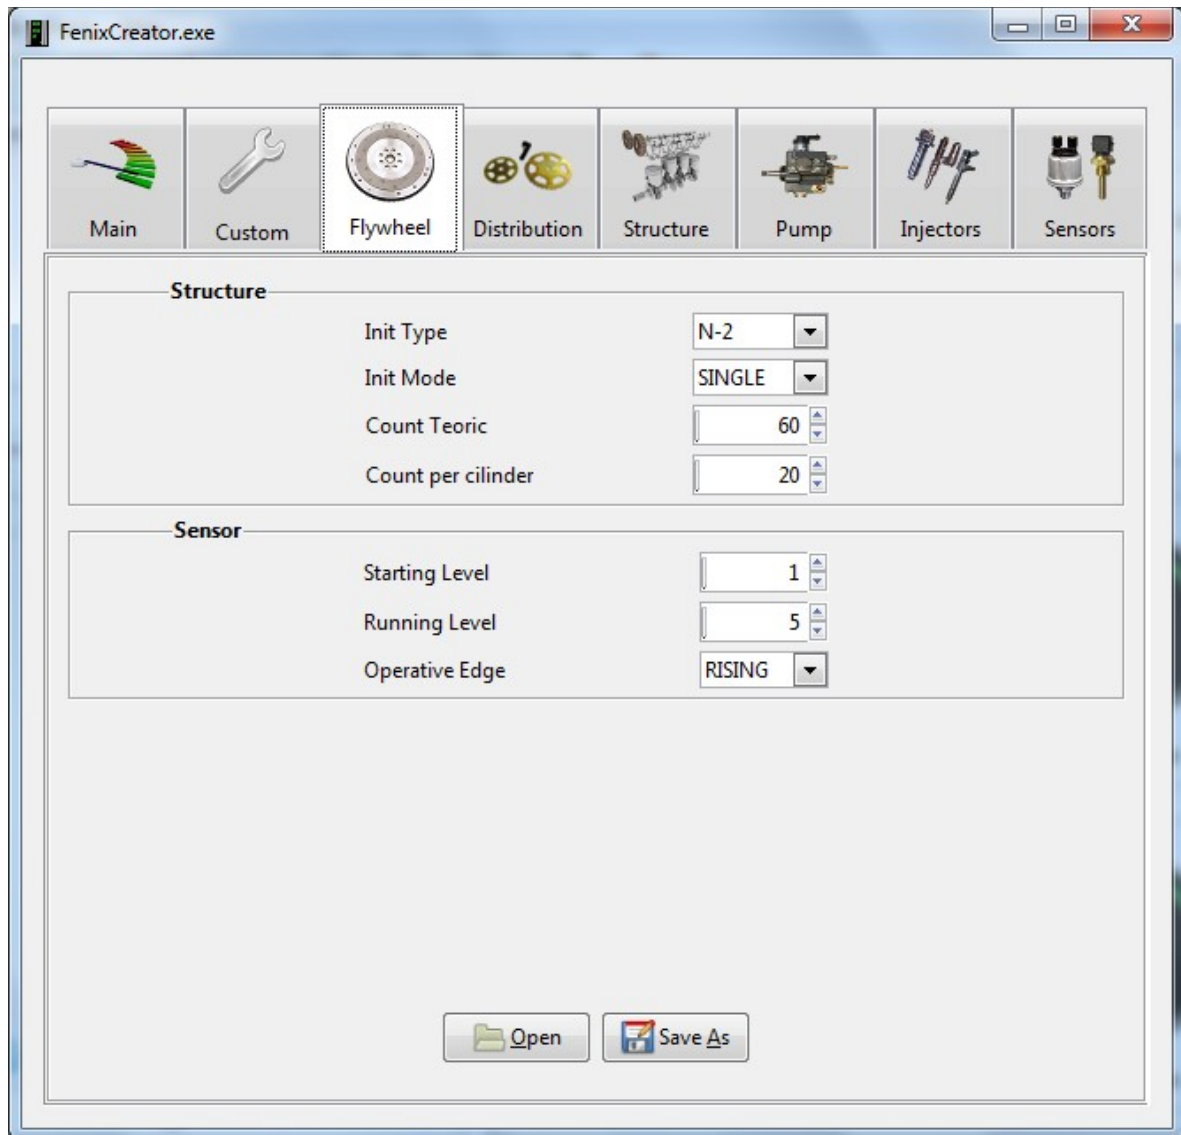 FenixCreator.exe
Main Custom Flywheel Distribution Structure Pump Injectors Sensors
Structure
Init Type N-2
Init Mode SINGLE
Count Teoric 60
Count per cilinder 20
Sensor
Starting Level 1
Running Level 5
Operative Edge RISING
Open Save As